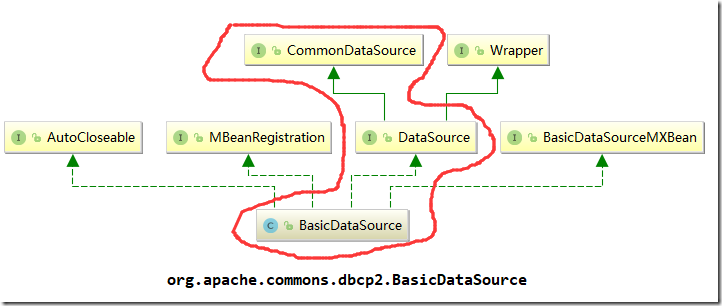 I CommonDataSource
I Wrapper
I AutoCloseable
I MBeanRegistration
I DataSource
I BasicDataSourceMXBean
C BasicDataSource
org.apache.commons.dbcp2.BasicDataSource